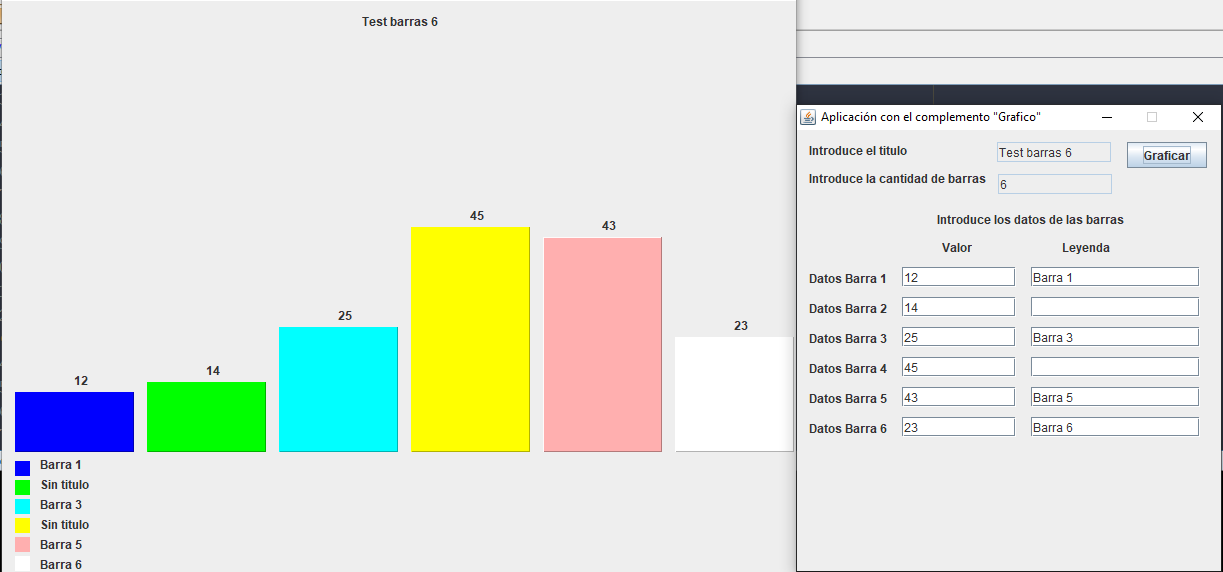 Test barras 6
45
43
25
23
14
12
Barra 1
Sin titulo
Barra 3
Sin titulo
Barra 5
Barra 6
Aplicación con el complemento "Grafico"
Introduce el titulo
Test barras 6
Graficar
Introduce la cantidad de barras
6
Introduce los datos de las barras
Valor Leyenda
Datos Barra 1 12 Barra 1
Datos Barra 2 14
Datos Barra 3 25 Barra 3
Datos Barra 4 45
Datos Barra 5 43 Barra 5
Datos Barra 6 23 Barra 6